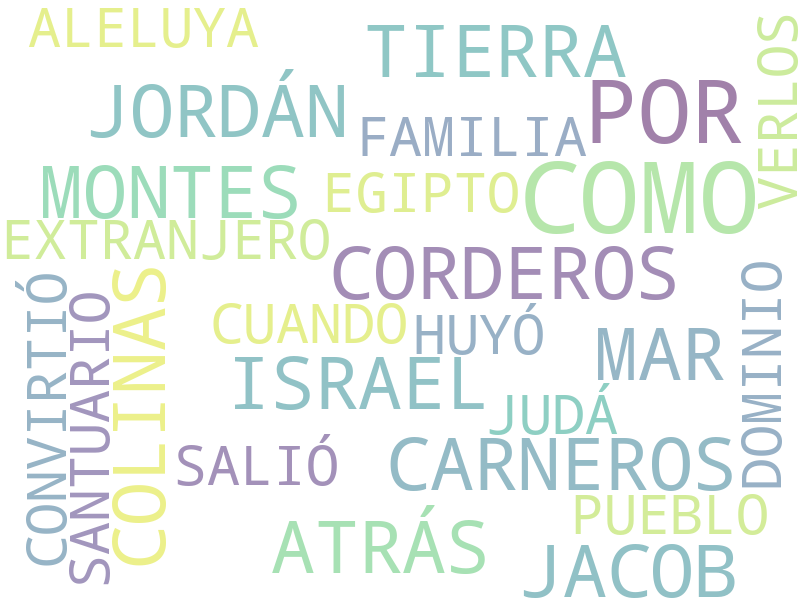 ALELUYA
TIERRA
VERLOS
JORDÁN
POR
FAMILIA
MONTES
EGIPTO
COMO
EXTRANJERO
CORDEROS
CONVIRTIÓ
SANTUARIO
COLINAS
CUANDO
HUYÓ
MAR
DOMINIO
ISRAEL
JUDÁ
SALIÓ
CARNEROS
PUEBLO
ATRÁS
JACOB